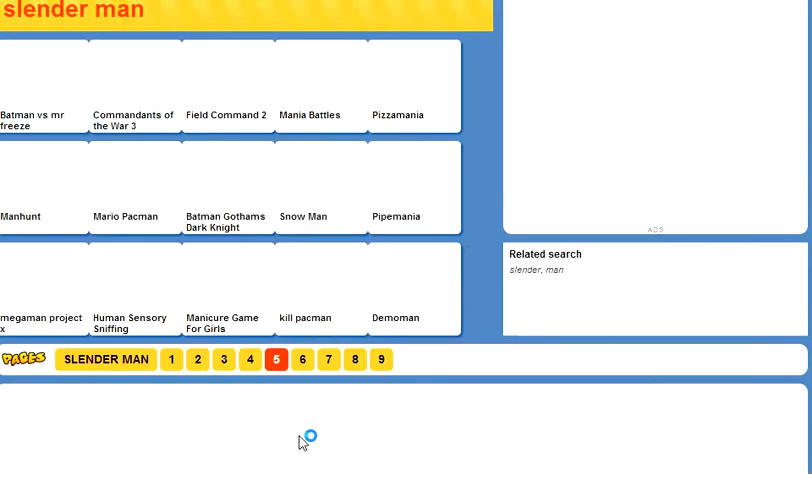 slender man
Batman vs mr
freeze
Commandants of
the War 3
Field Command 2
Mania Battles
Pizzamania
Manhunt
Mario Pacman
Batman Gothams
Dark Knight
Snow Man
Pipemania
ADS
Related search
slender, man
megaman project
x
Human Sensory
Sniffing
Manicure Game
For Girls
kill pacman
Demoman
PAGES SLENDER MAN 1 2 3 4 5 6 7 8 9